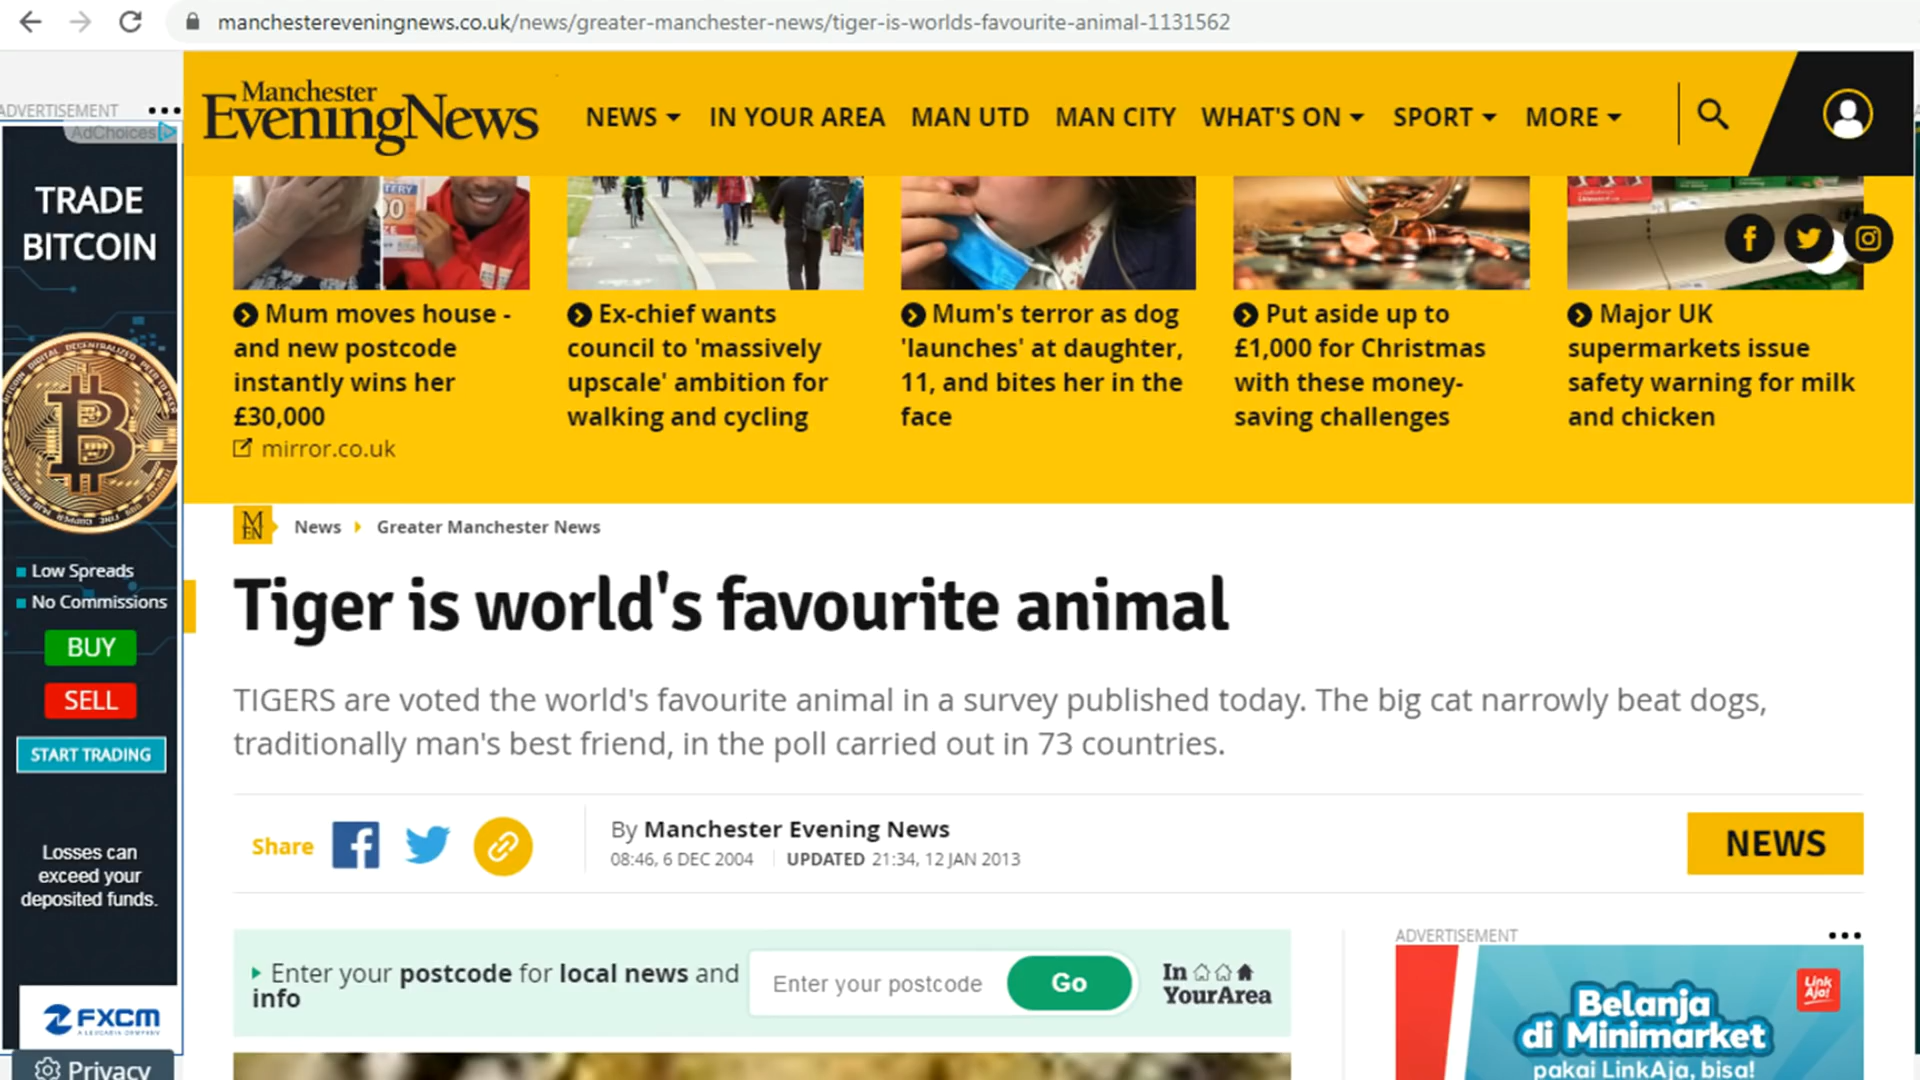 manchestereveningnews.co.uk/news/greater-manchester-news/tiger-is-worlds-favourite-animal-1131562
ADVERTISEMENT
AdChoices
TRADE
BITCOIN
Low Spreads
No Commissions
BUY
SELL
START TRADING
Losses can
exceed your
deposited funds.
FXCM
Privacy
Manchester
EveningNews
NEWS
IN YOUR AREA
MAN UTD
MAN CITY
WHAT'S ON
SPORT
MORE
Mum moves house -
and new postcode
instantly wins her
£30,000
mirror.co.uk
Ex-chief wants
council to 'massively
upscale' ambition for
walking and cycling
Mum's terror as dog
'launches' at daughter,
11, and bites her in the
face
Put aside up to
£1,000 for Christmas
with these money-
saving challenges
Major UK
supermarkets issue
safety warning for milk
and chicken
M
EN
News
Greater Manchester News
Tiger is world's favourite animal
TIGERS are voted the world's favourite animal in a survey published today. The big cat narrowly beat dogs,
traditionally man's best friend, in the poll carried out in 73 countries.
Share
By Manchester Evening News
08:46, 6 DEC 2004
UPDATED 21:34, 12 JAN 2013
NEWS
Enter your postcode for local news and
info
Enter your postcode
Go
In
YourArea
ADVERTISEMENT
Belanja
di Minimarket
pakai LinkAja, bisa!
Link
Aja!